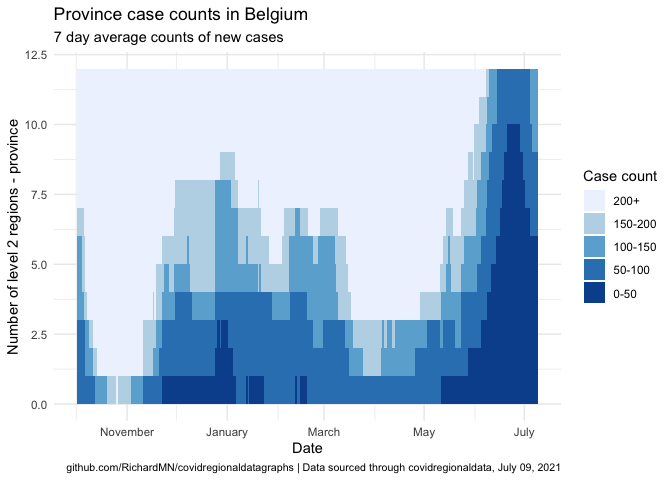 Province case counts in Belgium
7 day average counts of new cases
Number of level 2 regions - province
12.5
10.0
7.5
5.0
2.5
0.0
November
January
March
May
July
Date
Case count
200+
150-200
100-150
50-100
0-50
github.com/RichardMN/covidregionaldatagraphs | Data sourced through covidregionaldata, July 09, 2021